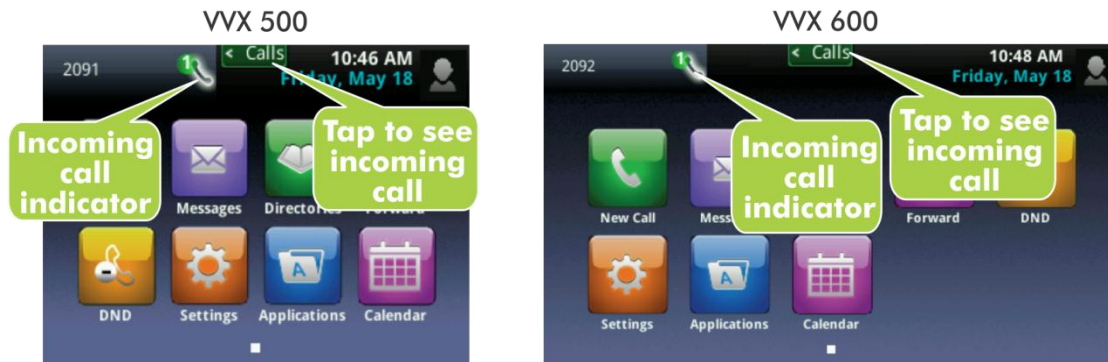 VVX 500
VVX 600
2091
1
< Calls
10:46 AM
Friday, May 18
Incoming
call
indicator
Tap to see
incoming
call
Messages
Directories
Forward
DND
Settings
Applications
A
Calendar
2092
1
< Calls
10:48 AM
Friday, May 18
Incoming
call
indicator
Tap to see
incoming
call
New Call
Mess
Forward
DND
Settings
Applications
A
Calendar